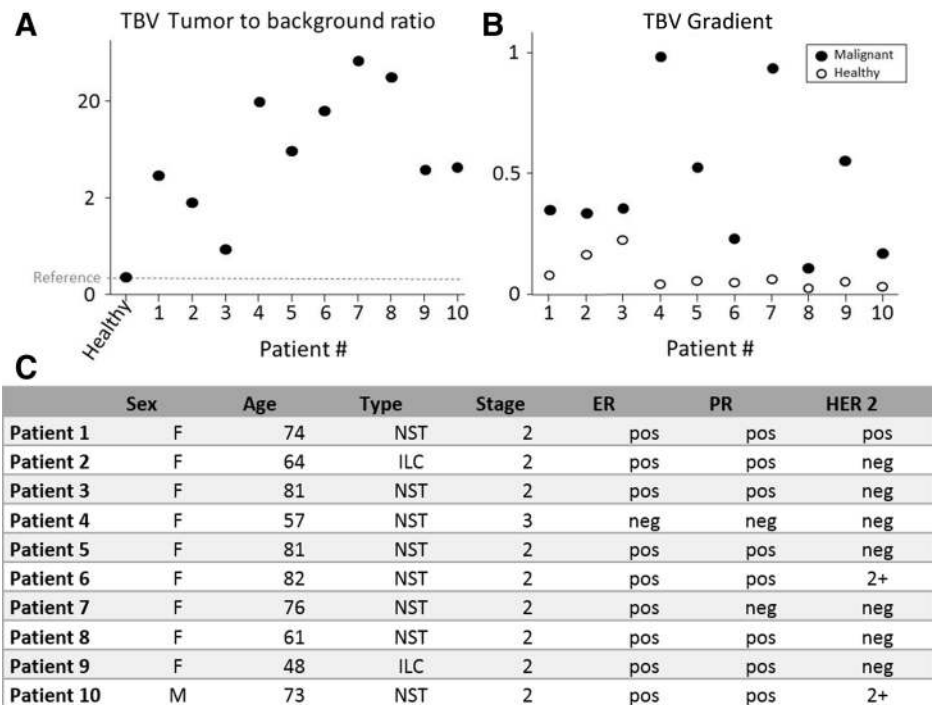 A TBV Tumor to background ratio
20
2
Reference
0
Healthy 1 2 3 4 5 6 7 8 9 10
Patient #
B TBV Gradient
Malignant
Healthy
1
0.5
0
1 2 3 4 5 6 7 8 9 10
Patient #
C
Sex Age Type Stage ER PR HER 2
Patient 1 F 74 NST 2 pos pos pos
Patient 2 F 64 ILC 2 pos pos neg
Patient 3 F 81 NST 2 pos pos neg
Patient 4 F 57 NST 3 neg neg neg
Patient 5 F 81 NST 2 pos pos neg
Patient 6 F 82 NST 2 pos pos 2+
Patient 7 F 76 NST 2 pos neg neg
Patient 8 F 61 NST 2 pos pos neg
Patient 9 F 48 ILC 2 pos pos neg
Patient 10 M 73 NST 2 pos pos 2+